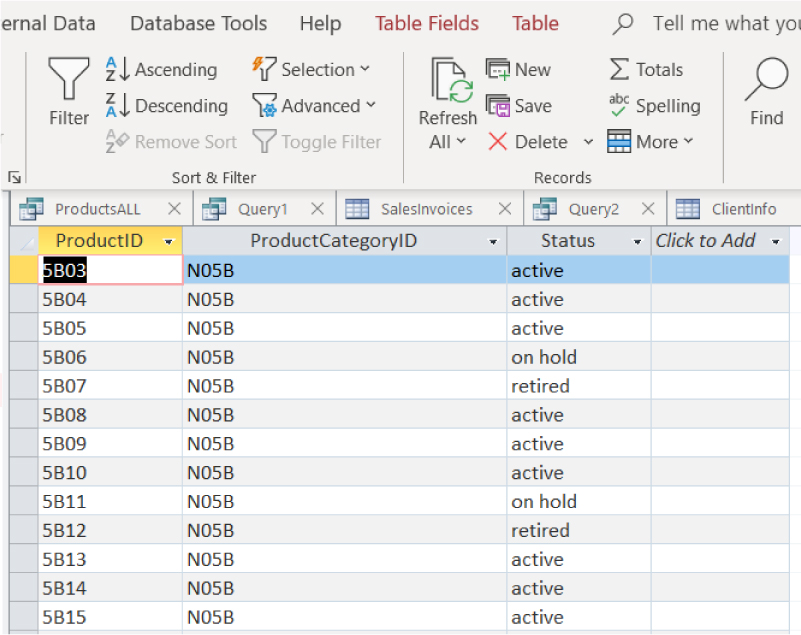 ernal Data Database Tools Help Table Fields Table Tell me what you
Filter
Ascending
Descending
Remove Sort
Selection
Advanced
Toggle Filter
Sort & Filter
Refresh
All
New
Save
Delete
Totals
Spelling
More
Records
Find
ProductsALL Query1 SalesInvoices Query2 ClientInfo
ProductID ProductCategoryID Status Click to Add
5B03 N05B active
5B04 N05B active
5B05 N05B active
5B06 N05B on hold
5B07 N05B retired
5B08 N05B active
5B09 N05B active
5B10 N05B active
5B11 N05B on hold
5B12 N05B retired
5B13 N05B active
5B14 N05B active
5B15 N05B active